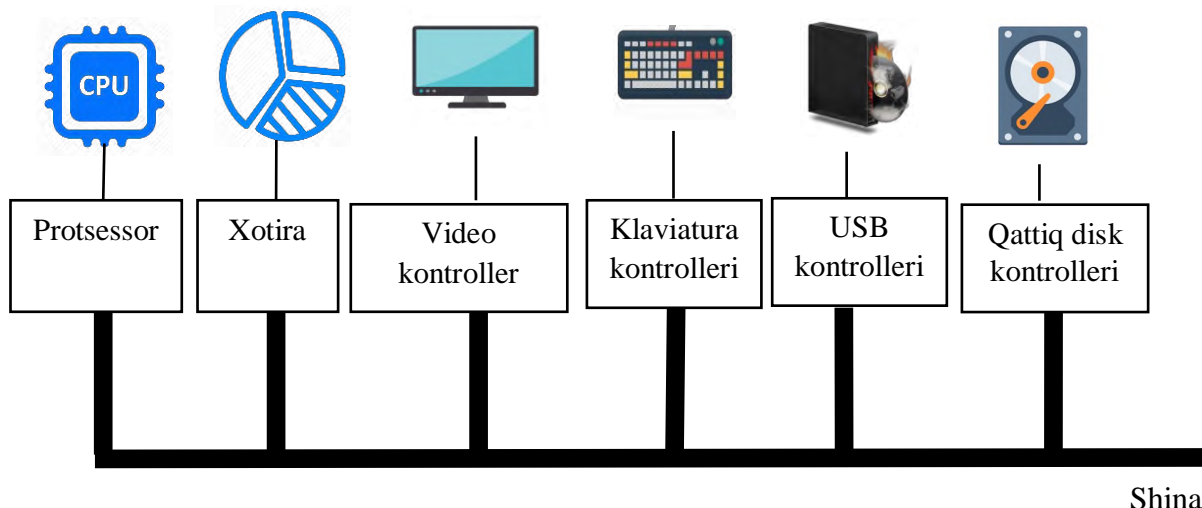 CPU
Protsessor
Xotira
Video
kontroller
Klaviatura
kontrolleri
USB
kontrolleri
Qattiq disk
kontrolleri
Shina